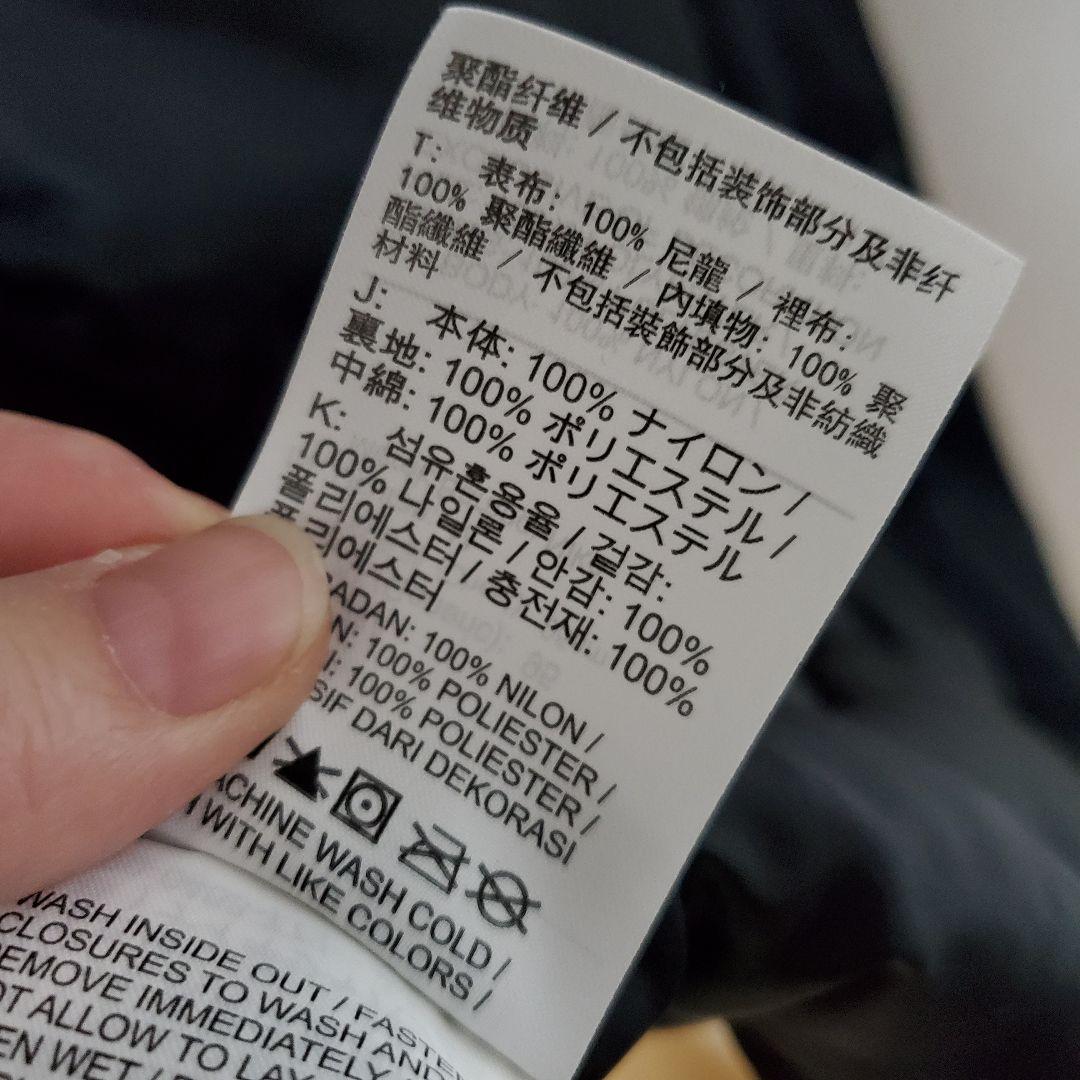 聚酯纤维 / 不包括装饰部分及非纤
维物质
T: 表布: 100% 尼龍 / 裡布:
100% 聚酯纖維 / 內填物: 100% 聚
酯纖維 / 不包括裝飾部分及非紡織
材料
J: 本体: 100% ナイロン /
裏地: 100% ポリエステル /
中綿: 100% ポリエステル
K: 섬유혼용율 / 겉감:
100% 나일론 / 안감: 100%
폴리에스터 / 충전재: 100%
폴리에스터
ADAN: 100% NILON /
N: 100% POLIESTER /
: 100% POLIESTER /
SIF DARI DEKORASI
ACHINE WASH COLD /
WITH LIKE COLORS /
WASH INSIDE OUT / FASTE
CLOSURES TO WASH AND
EMOVE IMMEDIATELY
OT ALLOW TO LAY
EN WET /